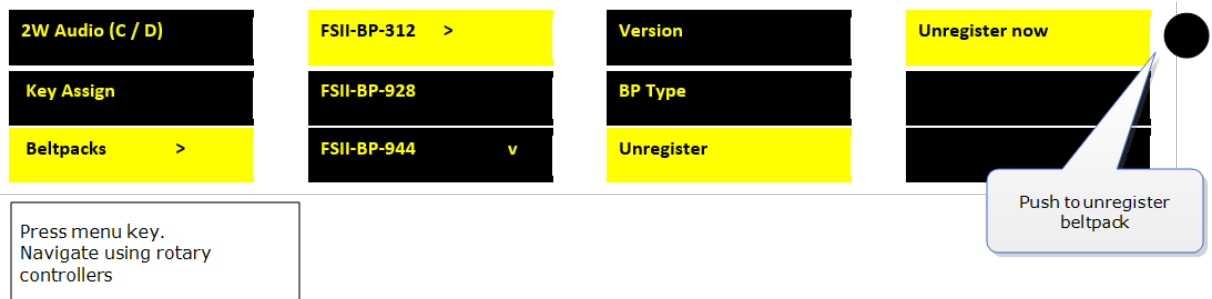 2W Audio (C / D)
Key Assign
Beltpacks >
FSII-BP-312 >
FSII-BP-928
FSII-BP-944 v
Version
BP Type
Unregister
Unregister now
Push to unregister
beltpack
Press menu key.
Navigate using rotary
controllers